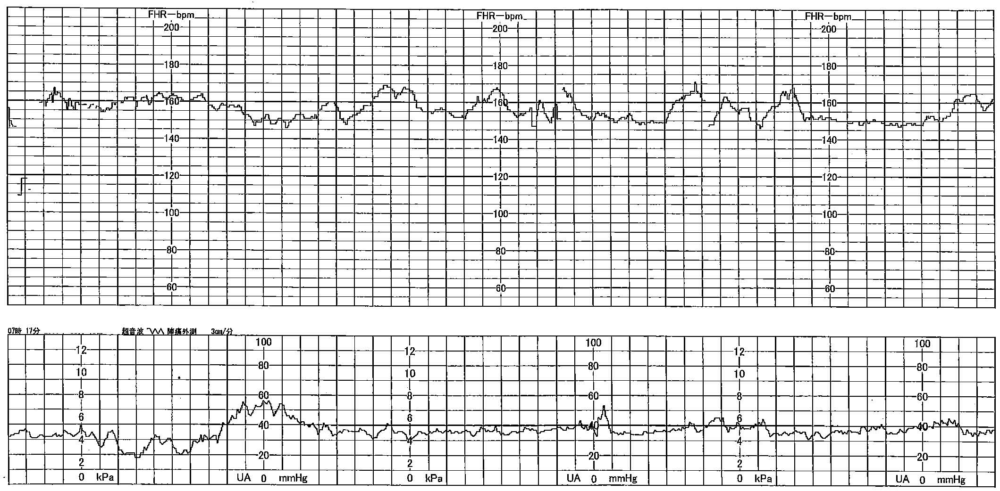 FHR—bpm FHR—bpm FHR—bpm
200 200 200
180 180 180
160 160 160
140 140 140
120 120 120
100 100 100
80 80 80
60 60 60
07時 17分 超音波 陣痛外測 3cm/分
12 100 12 100 12 100
10 80 10 80 10 80
8 60 8 60 8 60
6 40 6 40 6 40
4 20 4 20 4 20
2 2 2
0 kPa UA 0 mmHg 0 kPa UA 0 mmHg 0 kPa UA 0 mmHg